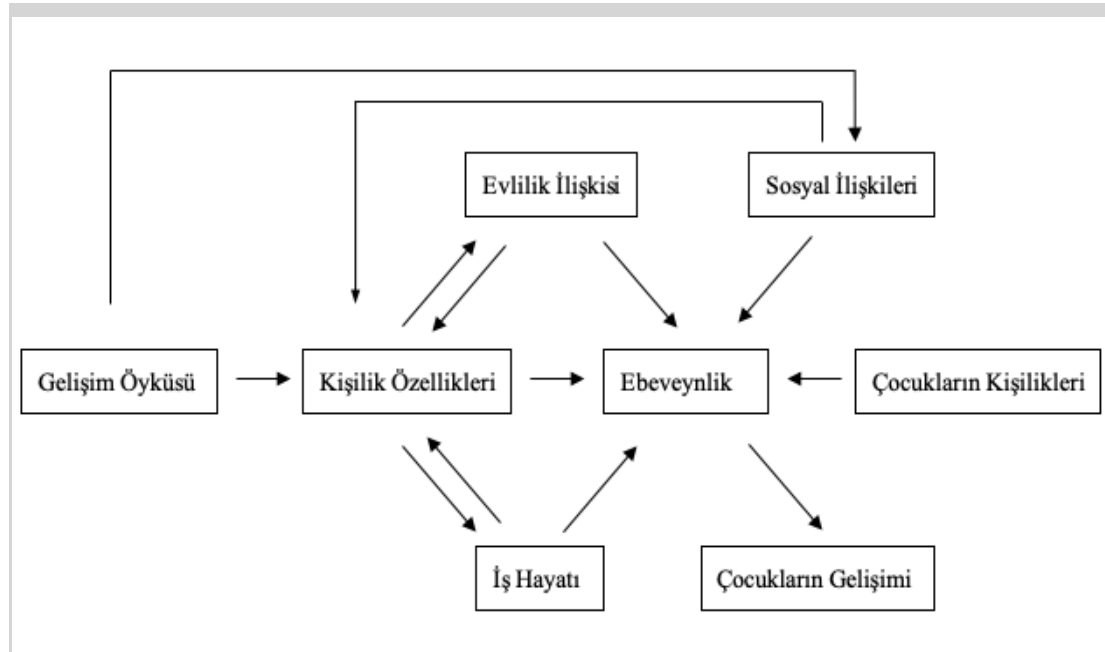 Evlilik İlişkisi
Sosyal İlişkileri
Gelişim Öyküsü
Kişilik Özellikleri
Ebeveynlik
Çocukların Kişilikleri
İş Hayatı
Çocukların Gelişimi